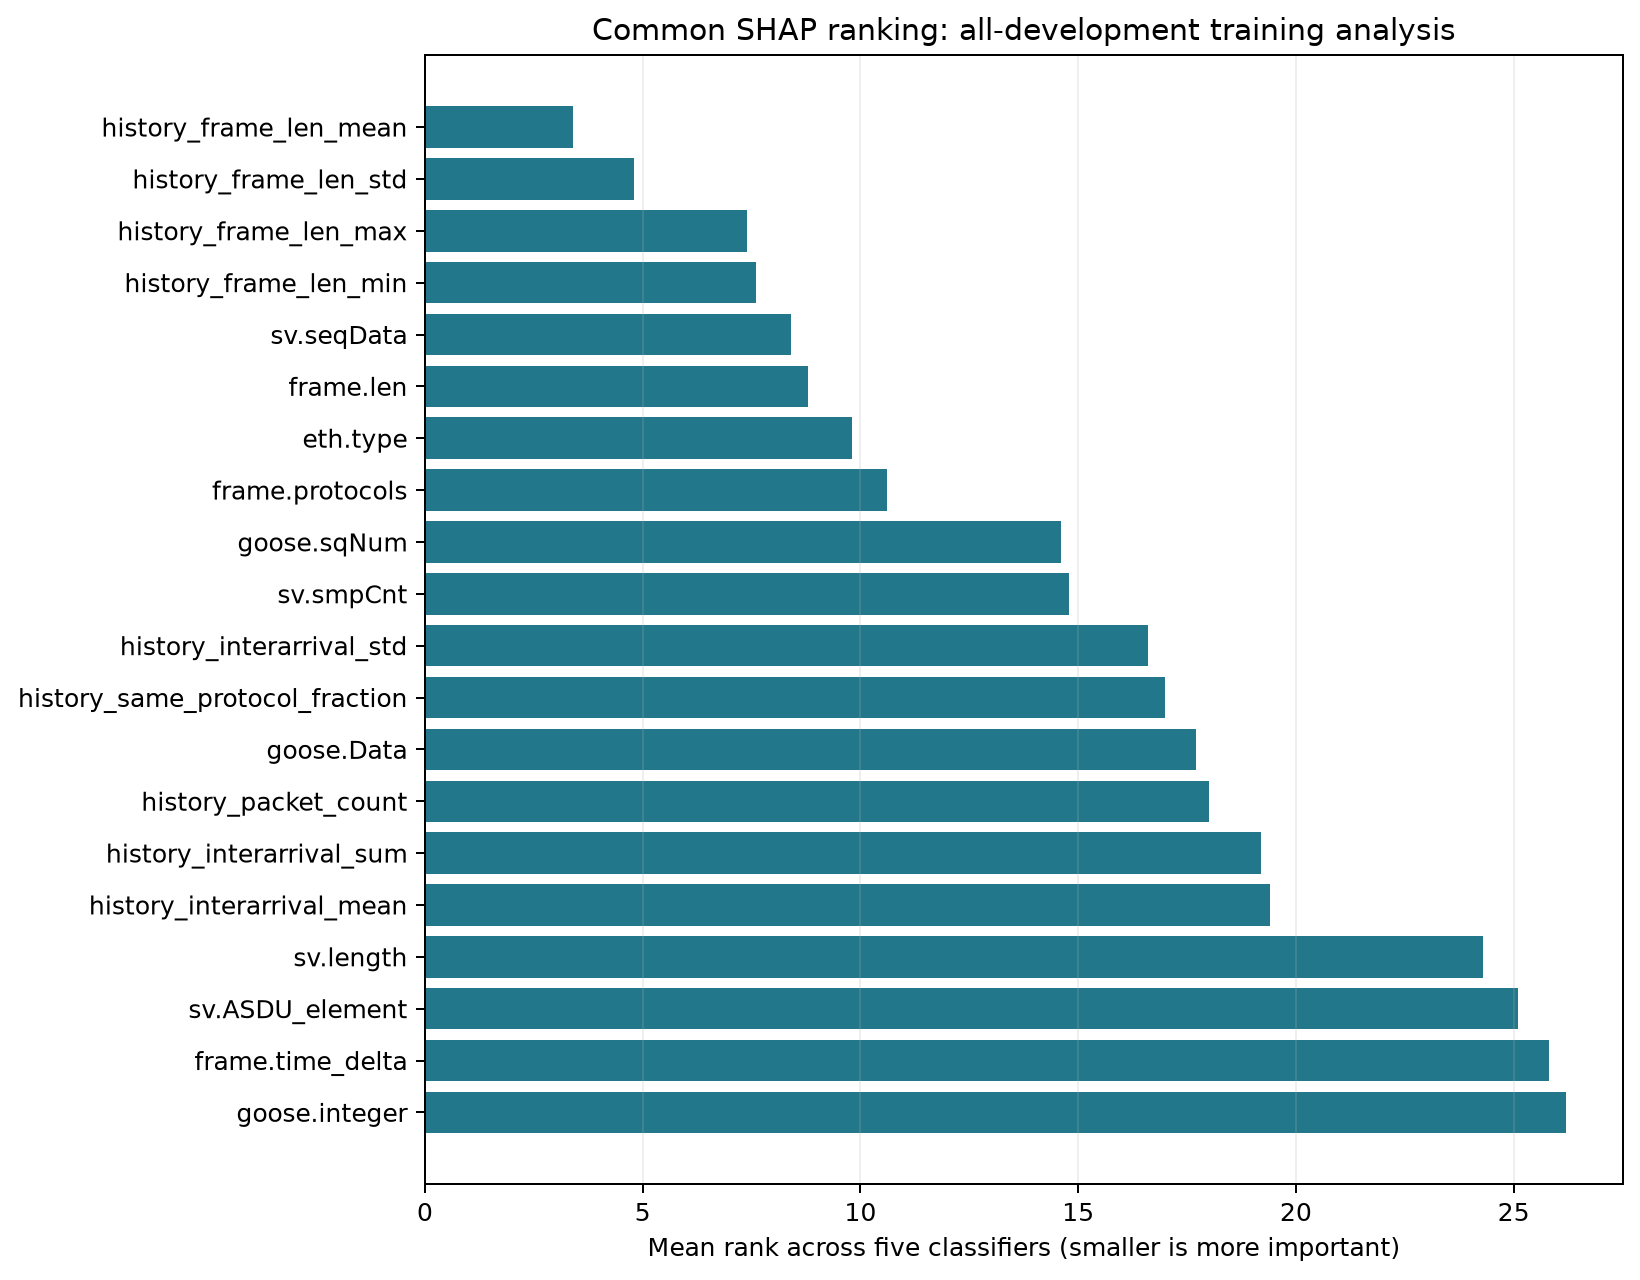 Common SHAP ranking: all-development training analysis
history_frame_len_mean
history_frame_len_std
history_frame_len_max
history_frame_len_min
sv.seqData
frame.len
eth.type
frame.protocols
goose.sqNum
sv.smpCnt
history_interarrival_std
history_same_protocol_fraction
goose.Data
history_packet_count
history_interarrival_sum
history_interarrival_mean
sv.length
sv.ASDU_element
frame.time_delta
goose.integer
0 5 10 15 20 25
Mean rank across five classifiers (smaller is more important)